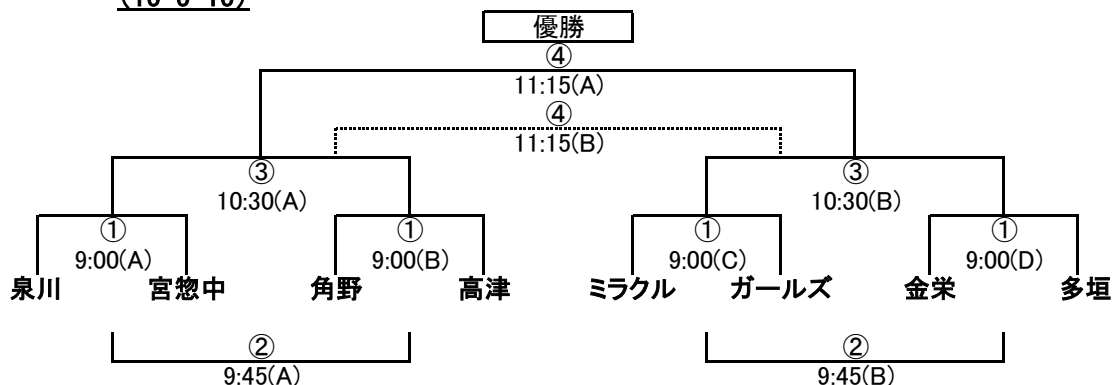 優勝
④
11:15(A)
④
11:15(B)
③ ③
10:30(A) 10:30(B)
① ① ① ①
9:00(A) 9:00(B) 9:00(C) 9:00(D)
泉川 宮惣中 角野 高津 ミラクル ガールズ 金栄 多垣
② ②
9:45(A) 9:45(B)